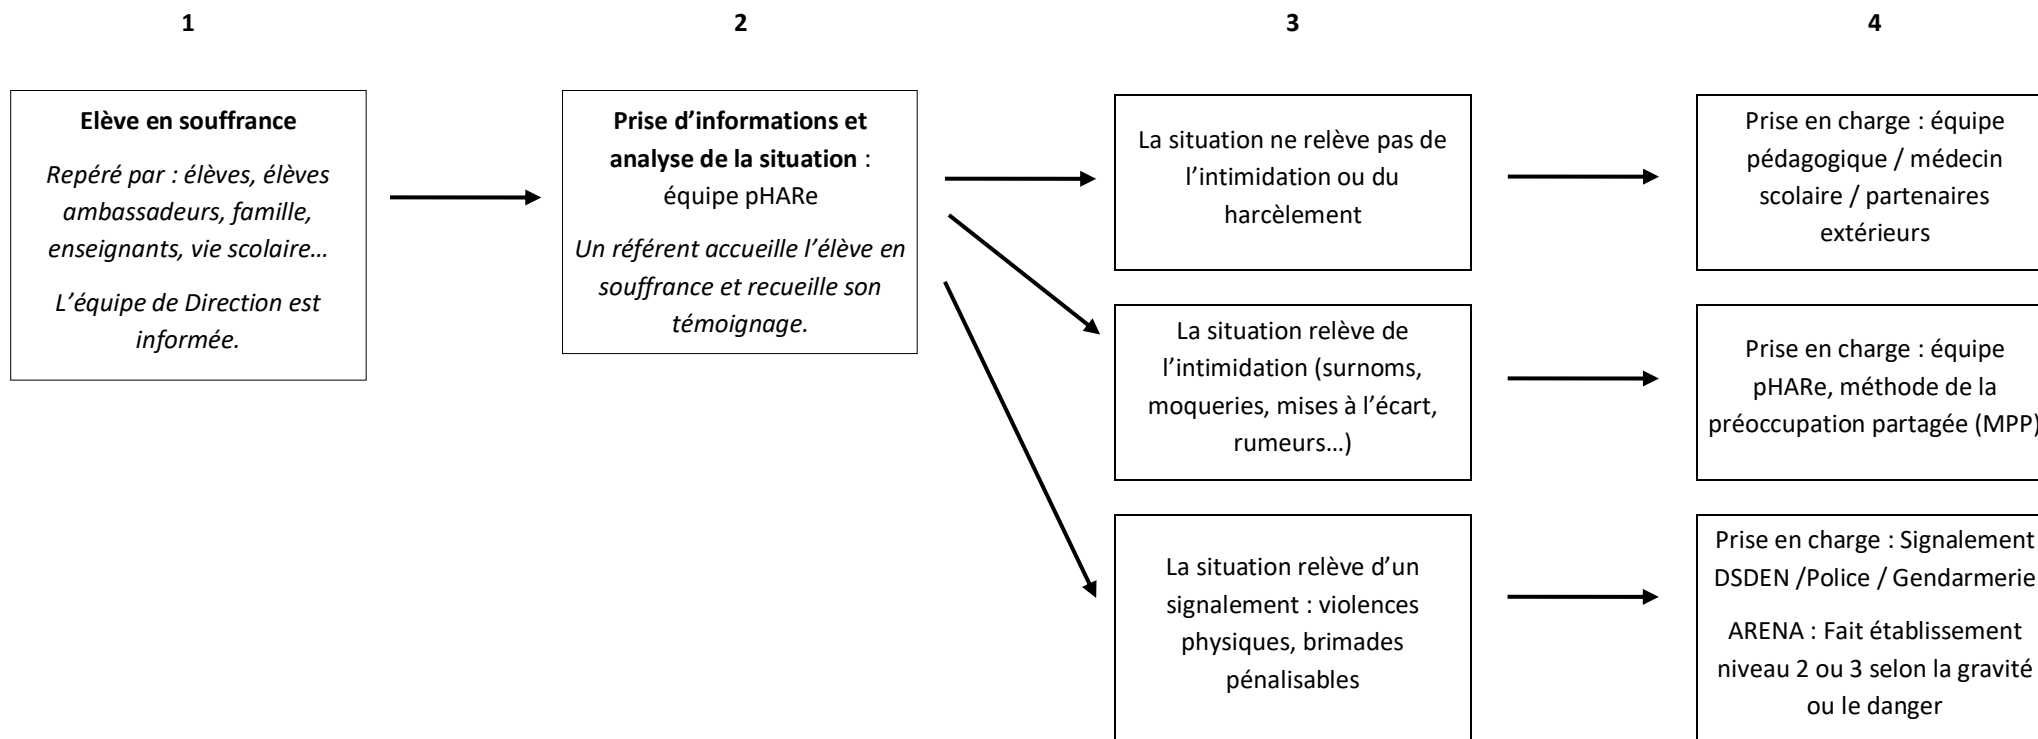 1
2
3
4
Elève en souffrance
Repéré par : élèves, élèves
ambassadeurs, famille,
enseignants, vie scolaire…
L’équipe de Direction est
informée.
Prise d’informations et
analyse de la situation :
équipe pHARe
Un référent accueille l’élève en
souffrance et recueille son
témoignage.
La situation ne relève pas de
l’intimidation ou du
harcèlement
Prise en charge : équipe
pédagogique / médecin
scolaire / partenaires
extérieurs
La situation relève de
l’intimidation (surnoms,
moqueries, mises à l’écart,
rumeurs…)
Prise en charge : équipe
pHARe, méthode de la
préoccupation partagée (MPP)
La situation relève d’un
signalement : violences
physiques, brimades
pénalisables
Prise en charge : Signalement
DSDEN /Police / Gendarmerie
ARENA : Fait établissement
niveau 2 ou 3 selon la gravité
ou le danger